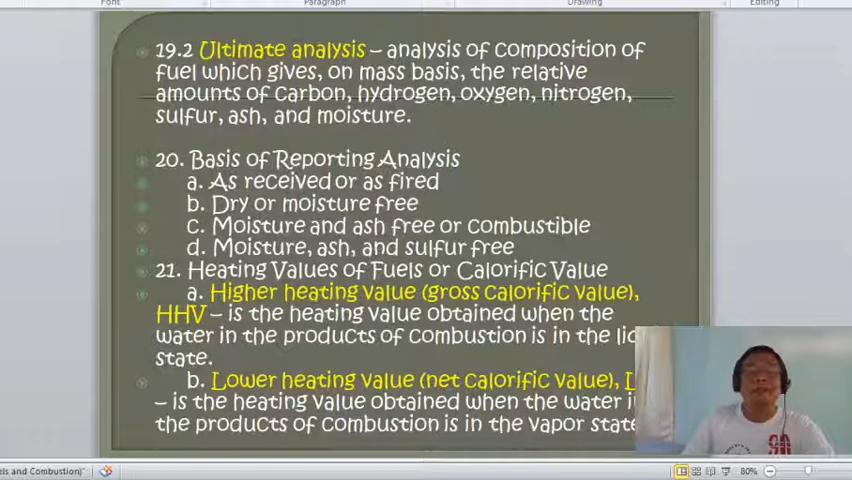 Font
Paragraph
Drawing
Editing
19.2 Ultimate analysis – analysis of composition of
fuel which gives, on mass basis, the relative
amounts of carbon, hydrogen, oxygen, nitrogen,
sulfur, ash, and moisture.
20. Basis of Reporting Analysis
a. As received or as fired
b. Dry or moisture free
c. Moisture and ash free or combustible
d. Moisture, ash, and sulfur free
21. Heating Values of Fuels or Calorific Value
a. Higher heating value (gross calorific value),
HHV – is the heating value obtained when the
water in the products of combustion is in the
state.
b. Lower heating value (net calorific value),
– is the heating value obtained when the water
the products of combustion is in the vapor state
ls and Combustion)"
80%